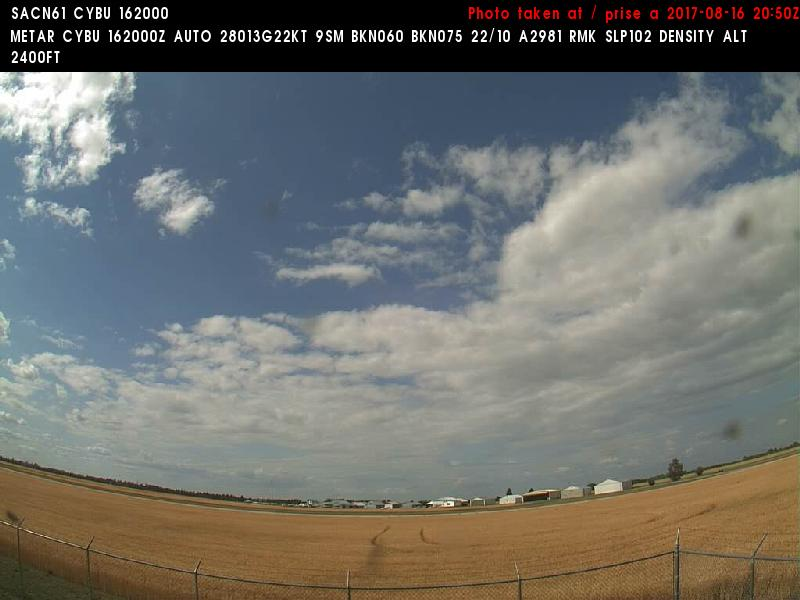 SACN61 CYBU 162000 Photo taken at / prise a 2017-08-16 20:50Z
METAR CYBU 162000Z AUTO 28013G22KT 9SM BKN060 BKN075 22/10 A2981 RMK SLP102 DENSITY ALT
2400FT